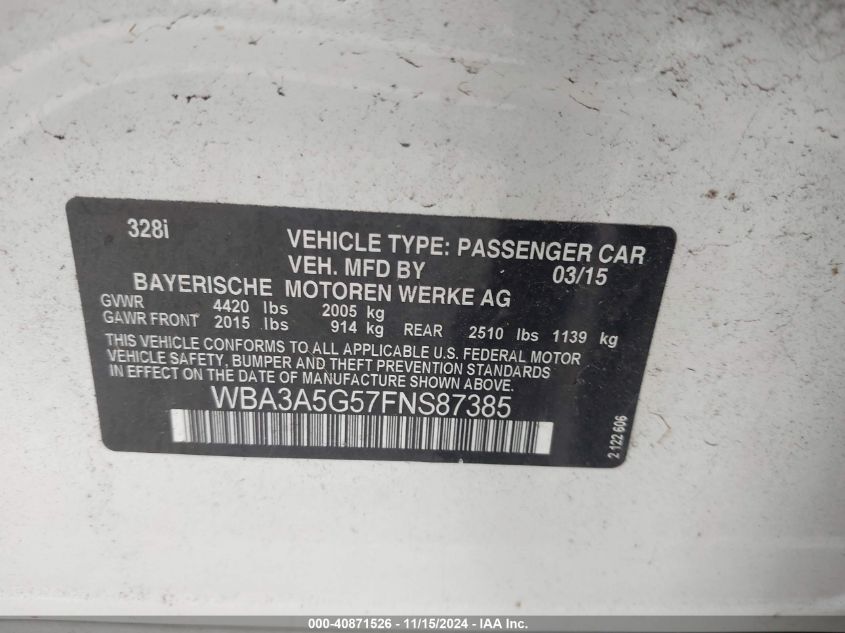 328i
VEHICLE TYPE: PASSENGER CAR
VEH. MFD BY 03/15
BAYERISCHE MOTOREN WERKE AG
GVWR 4420 lbs 2005 kg
GAWR FRONT 2015 lbs 914 kg REAR 2510 lbs 1139 kg
THIS VEHICLE CONFORMS TO ALL APPLICABLE U.S. FEDERAL MOTOR
VEHICLE SAFETY, BUMPER AND THEFT PREVENTION STANDARDS
IN EFFECT ON THE DATE OF MANUFACTURE SHOWN ABOVE.
WBA3A5G57FNS87385
2 122 606
000-40871526 - 11/15/2024 - IAA Inc.